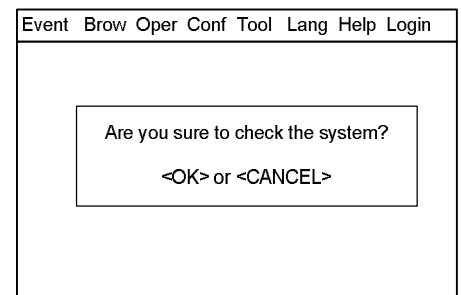 Event Brow Oper Conf Tool Lang Help Login
Are you sure to check the system?
<OK> or <CANCEL>